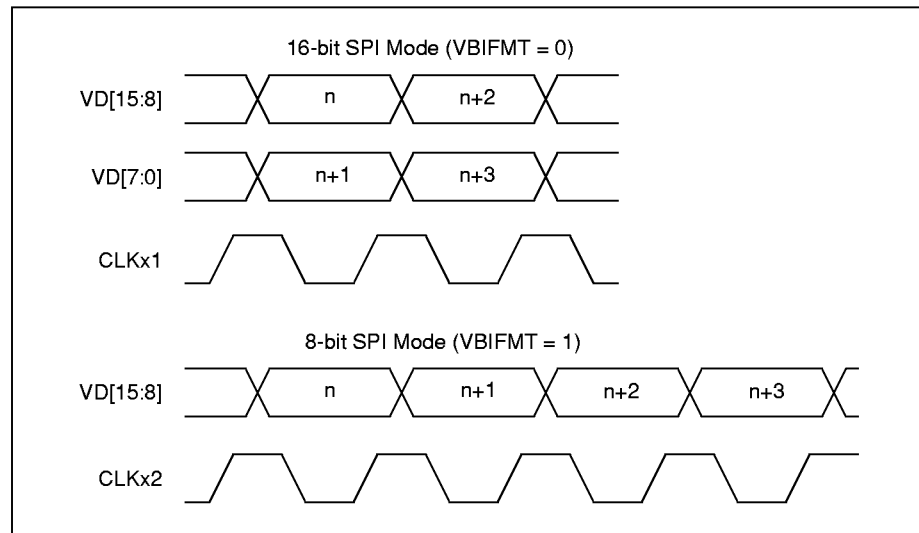 16-bit SPI Mode (VBIFMT = 0)
VD[15:8]
n
n+2
VD[7:0]
n+1
n+3
CLKx1
8-bit SPI Mode (VBIFMT = 1)
VD[15:8]
n
n+1
n+2
n+3
CLKx2